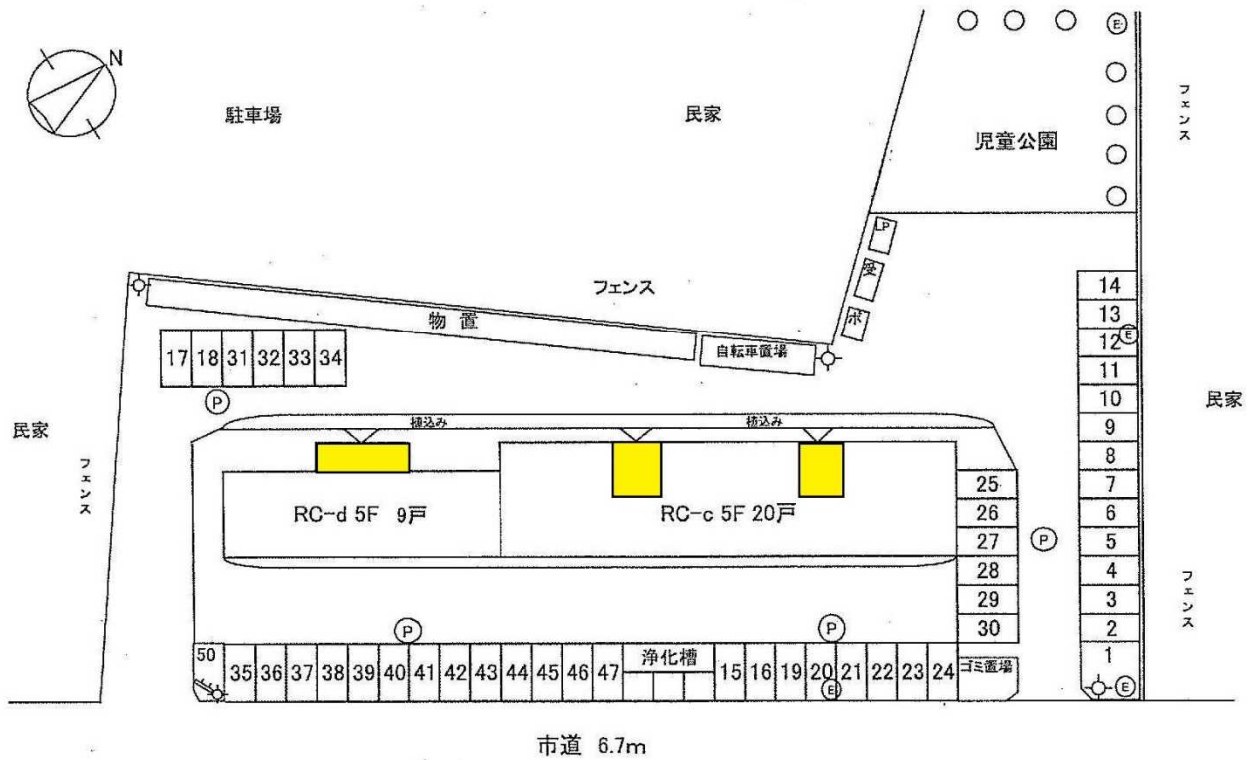 N
駐車場
民家
児童公園
E
フェンス
LP
受
ポ
フェンス
物置
自転車置場
17 18 31 32 33 34
P
14
13
12 E
11
10
9
8
7
6
5
4
3
2
1
E
民家
フェンス
民家
フェンス
植込み
植込み
RC-d 5F 9戸
RC-c 5F 20戸
25
26
27
28
29
30
P
P
P
50 35 36 37 38 39 40 41 42 43 44 45 46 47 浄化槽 15 16 19 20 21 22 23 24 ゴミ置場
E
市道 6.7m